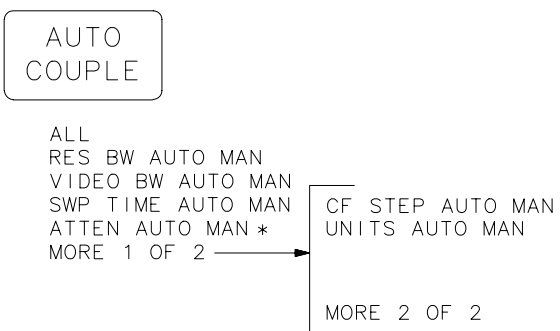 AUTO
COUPLE
ALL
RES BW AUTO MAN
VIDEO BW AUTO MAN
SWP TIME AUTO MAN
ATTEN AUTO MAN *
MORE 1 OF 2
CF STEP AUTO MAN
UNITS AUTO MAN
MORE 2 OF 2